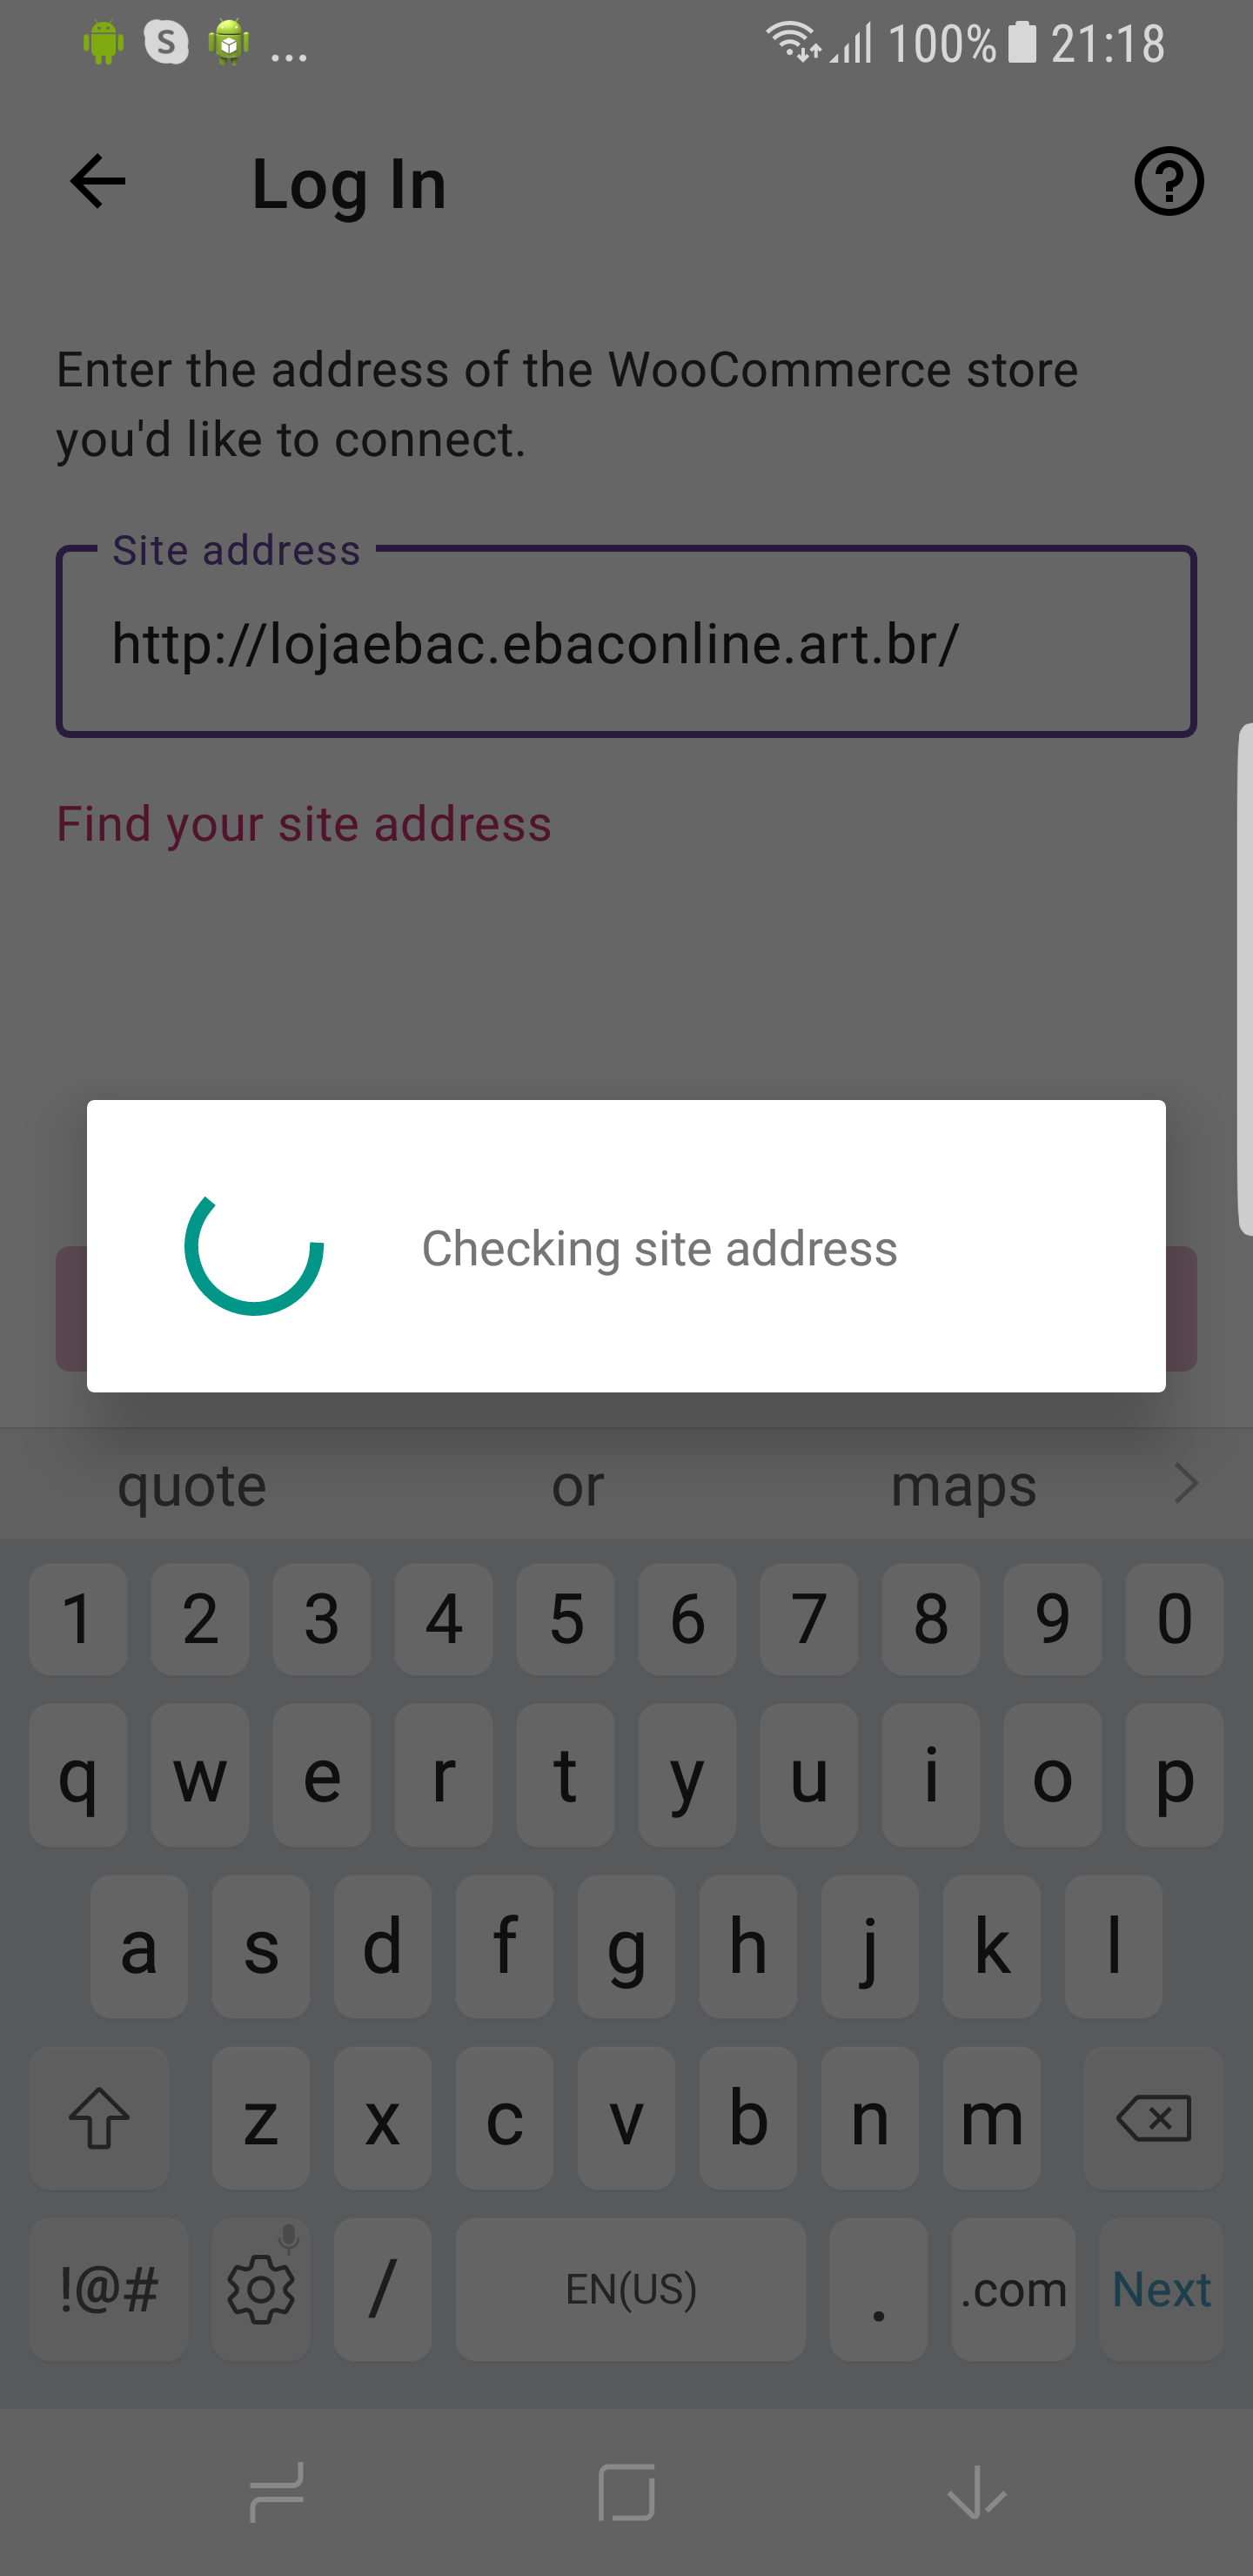 ... 100% 21:18
Log In
Enter the address of the WooCommerce store
you'd like to connect.
Site address
http://lojaebac.ebaconline.art.br/
Find your site address
Checking site address
quote or maps
1 2 3 4 5 6 7 8 9 0
q w e r t y u i o p
a s d f g h j k l
z x c v b n m
!@# / EN(US) . .com Next